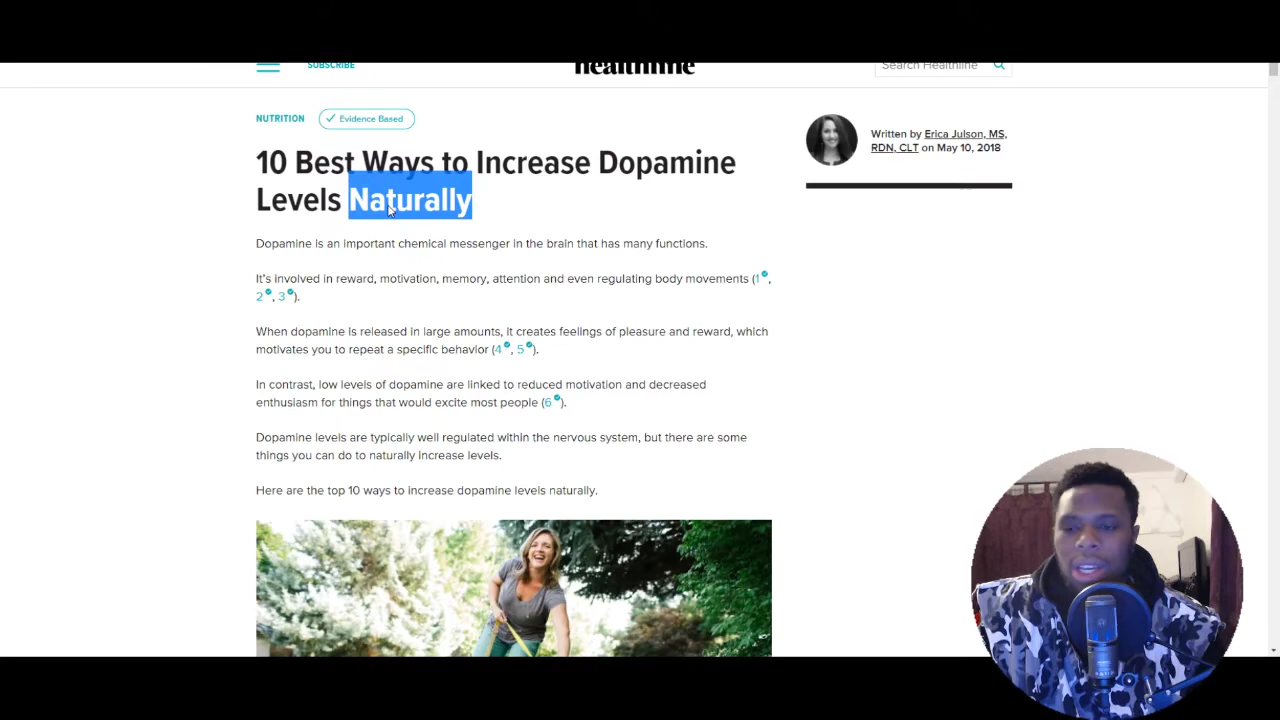 SUBSCRIBE
healthline
Search Healthline
NUTRITION
Evidence Based
10 Best Ways to Increase Dopamine
Levels Naturally
Written by Erica Julson, MS,
RDN, CLT on May 10, 2018
Dopamine is an important chemical messenger in the brain that has many functions.
It's involved in reward, motivation, memory, attention and even regulating body movements (1,
2, 3).
When dopamine is released in large amounts, it creates feelings of pleasure and reward, which
motivates you to repeat a specific behavior (4, 5).
In contrast, low levels of dopamine are linked to reduced motivation and decreased
enthusiasm for things that would excite most people (6).
Dopamine levels are typically well regulated within the nervous system, but there are some
things you can do to naturally increase levels.
Here are the top 10 ways to increase dopamine levels naturally.